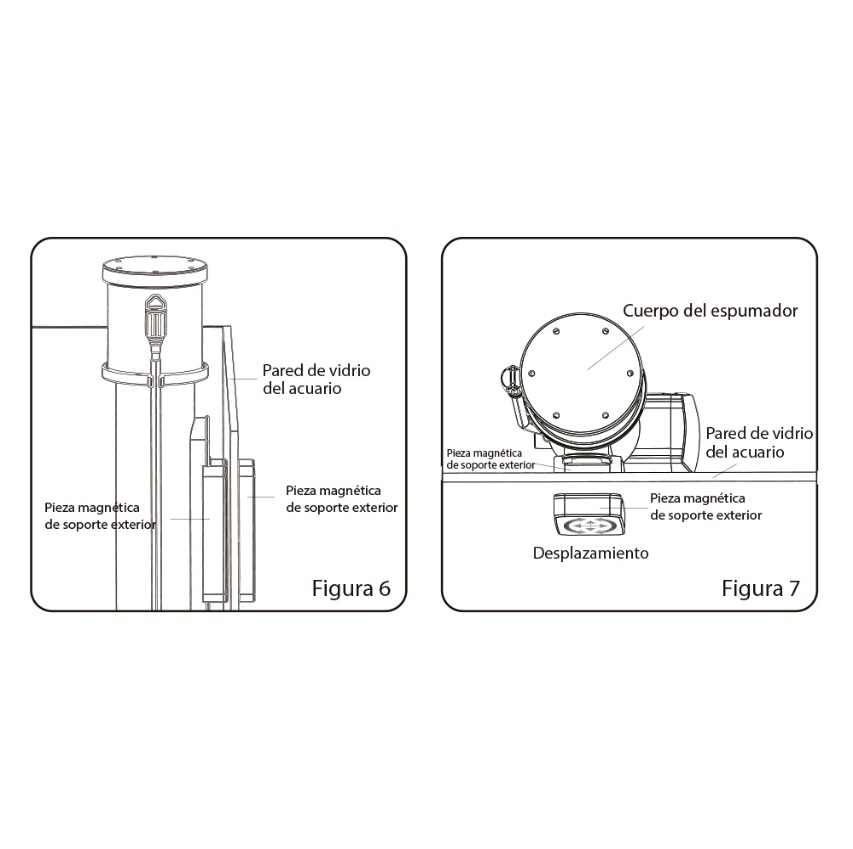 Pared de vidrio
del acuario
Pieza magnética
de soporte exterior
Pieza magnética
de soporte exterior
Figura 6
Cuerpo del espumador
Pared de vidrio
del acuario
Pieza magnética
de soporte exterior
Pieza magnética
de soporte exterior
Desplazamiento
Figura 7